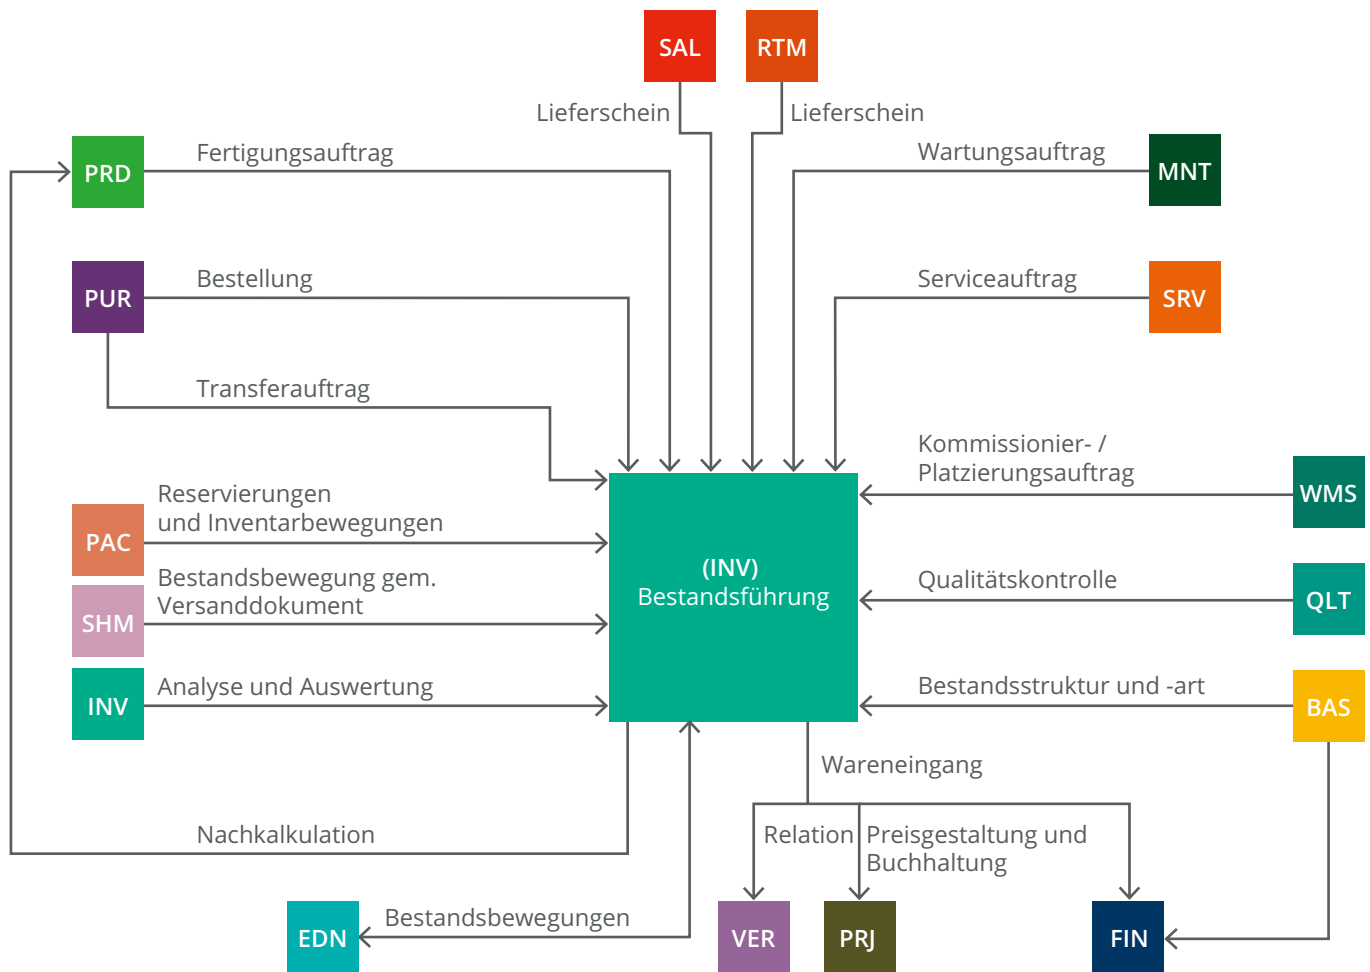 SAL
RTM
Lieferschein
Lieferschein
PRD
Fertigungsauftrag
Wartungsauftrag
MNT
PUR
Bestellung
Serviceauftrag
SRV
Transferauftrag
Kommissionier- /
Platzierungsauftrag
WMS
Reservierungen
und Inventarbewegungen
PAC
(INV)
Bestandsführung
Bestandsbewegung gem.
Versanddokument
SHM
Qualitätskontrolle
QLT
Analyse und Auswertung
INV
Bestandsstruktur und -art
BAS
Wareneingang
Nachkalkulation
Relation
Preisgestaltung und
Buchhaltung
EDN
Bestandsbewegungen
VER
PRJ
FIN